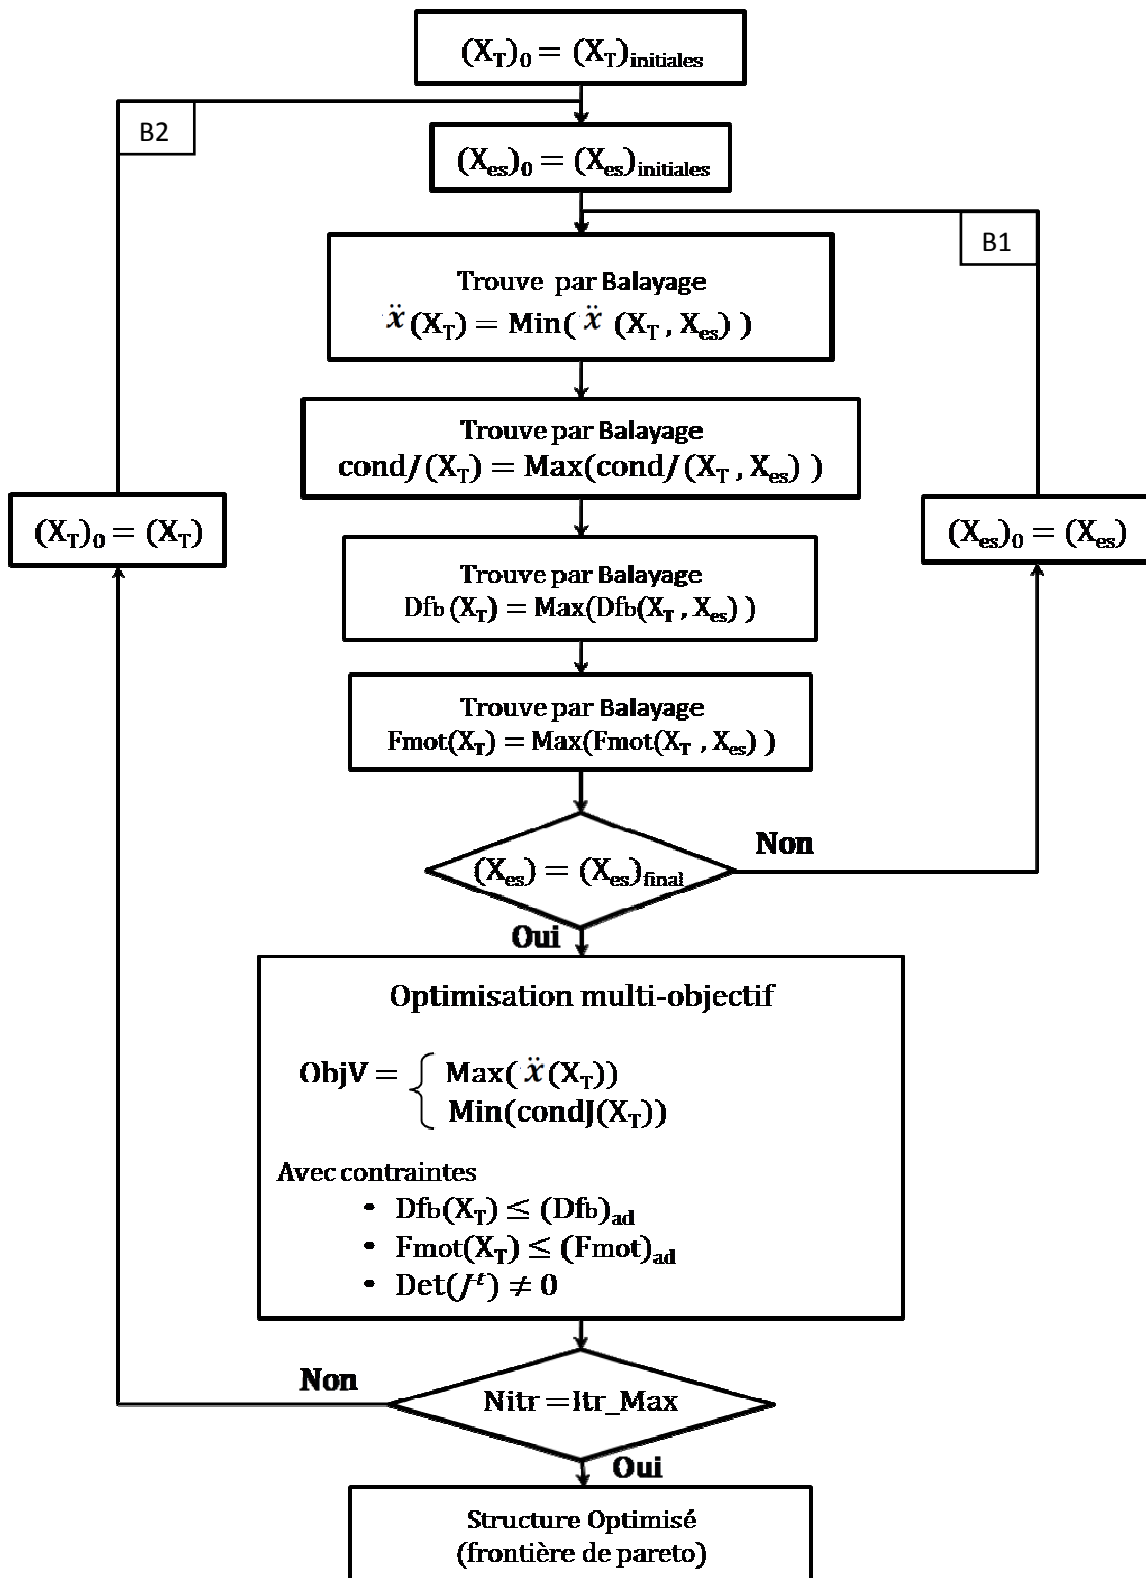 (X_T)_0 = (X_T)_initiales
B2
(X_es)_0 = (X_es)_initiales
B1
Trouve par Balayage
ẍ (X_T) = Min( ẍ (X_T , X_es) )
Trouve par Balayage
condJ(X_T) = Max(condJ(X_T , X_es) )
(X_T)_0 = (X_T)
(X_es)_0 = (X_es)
Trouve par Balayage
Dfb (X_T) = Max(Dfb(X_T , X_es) )
Trouve par Balayage
Fmot(X_T) = Max(Fmot(X_T , X_es) )
Non
(X_es) = (X_es)_final
Oui
Optimisation multi-objectif
ObjV = { Max( ẍ (X_T))
Min(condJ(X_T))
Avec contraintes
• Dfb(X_T) ≤ (Dfb)_ad
• Fmot(X_T) ≤ (Fmot)_ad
• Det(J^t) ≠ 0
Non
Nitr = Itr_Max
Oui
Structure Optimisé
(frontière de pareto)